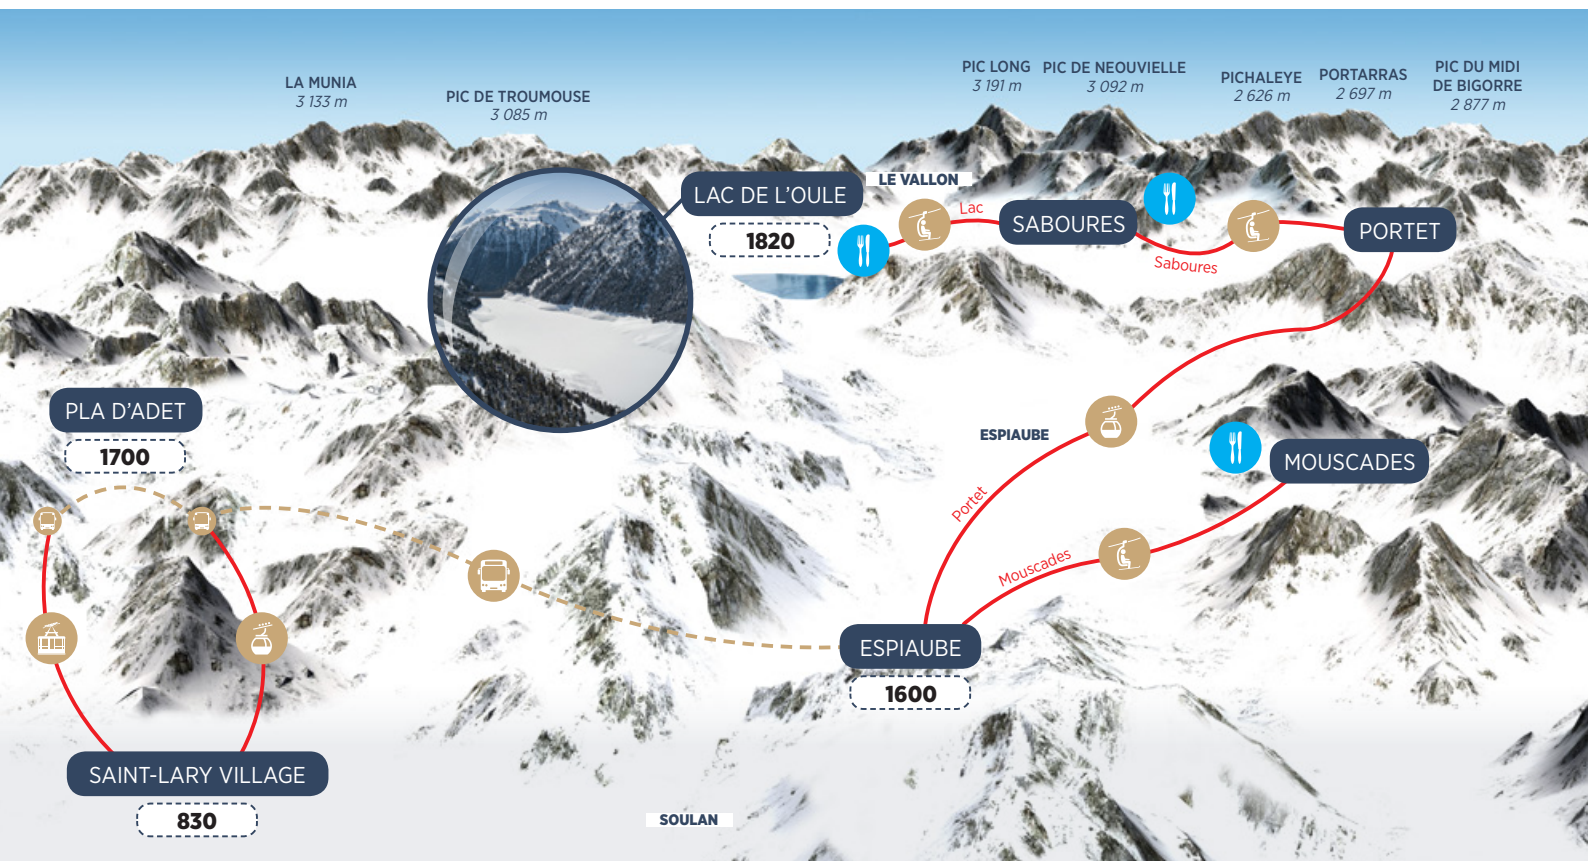 LA MUNIA
3 133 m
PIC DE TROUMOUSE
3 085 m
PIC LONG
3 191 m
PIC DE NEOUVIELLE
3 092 m
PICHALEYE
2 626 m
PORTARRAS
2 697 m
PIC DU MIDI
DE BIGORRE
2 877 m
LAC DE L'OULE
1820
LE VALLON
Lac
SABOURES
Saboures
PORTET
PLA D'ADET
1700
ESPIAUBE
MOUSCADES
Portet
Mouscades
ESPIAUBE
1600
SAINT-LARY VILLAGE
830
SOULAN